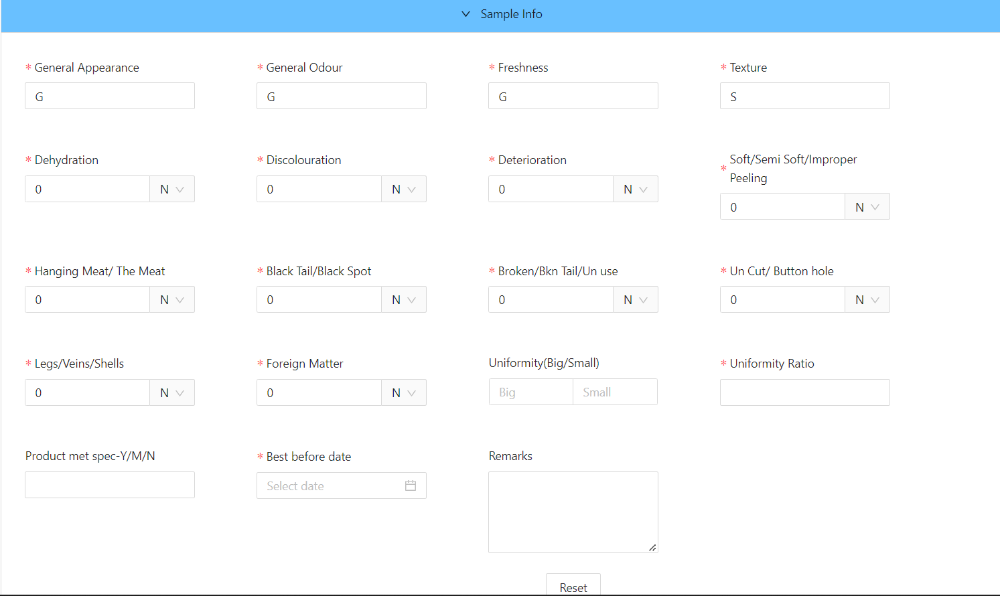 Sample Info
* General Appearance
* General Odour
* Freshness
* Texture
G
G
G
S
* Dehydration
* Discolouration
* Deterioration
* Soft/Semi Soft/Improper
Peeling
0 N
0 N
0 N
0 N
* Hanging Meat/ The Meat
* Black Tail/Black Spot
* Broken/Bkn Tail/Un use
* Un Cut/ Button hole
0 N
0 N
0 N
0 N
* Legs/Veins/Shells
* Foreign Matter
Uniformity(Big/Small)
* Uniformity Ratio
0 N
0 N
Big Small
Product met spec-Y/M/N
* Best before date
Remarks
Select date
Reset